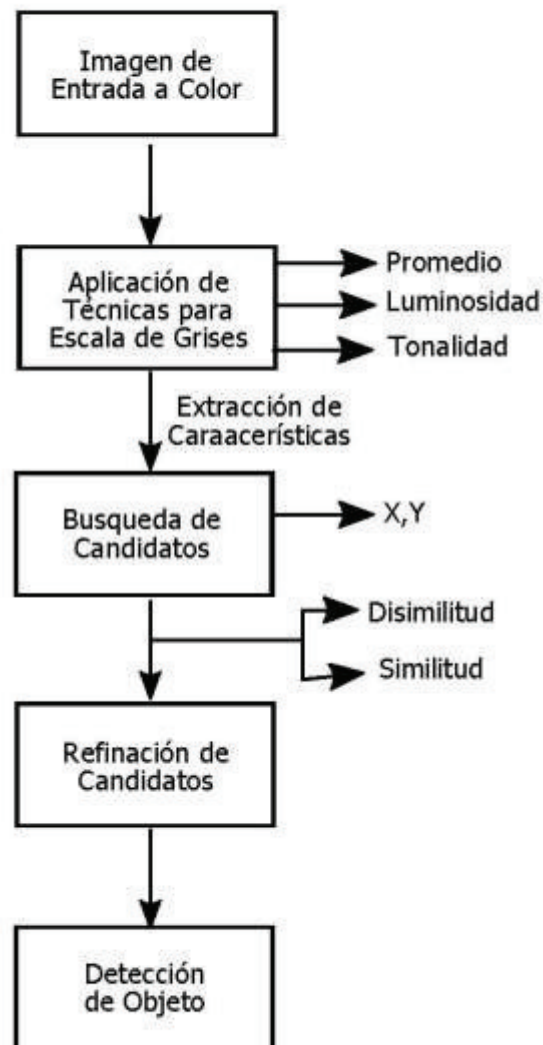 Imagen de
Entrada a Color
Aplicación de
Técnicas para
Escala de Grises
Promedio
Luminosidad
Tonalidad
Extracción de
Caraacerísticas
Busqueda de
Candidatos
X,Y
Disimilitud
Similitud
Refinación de
Candidatos
Detección
de Objeto